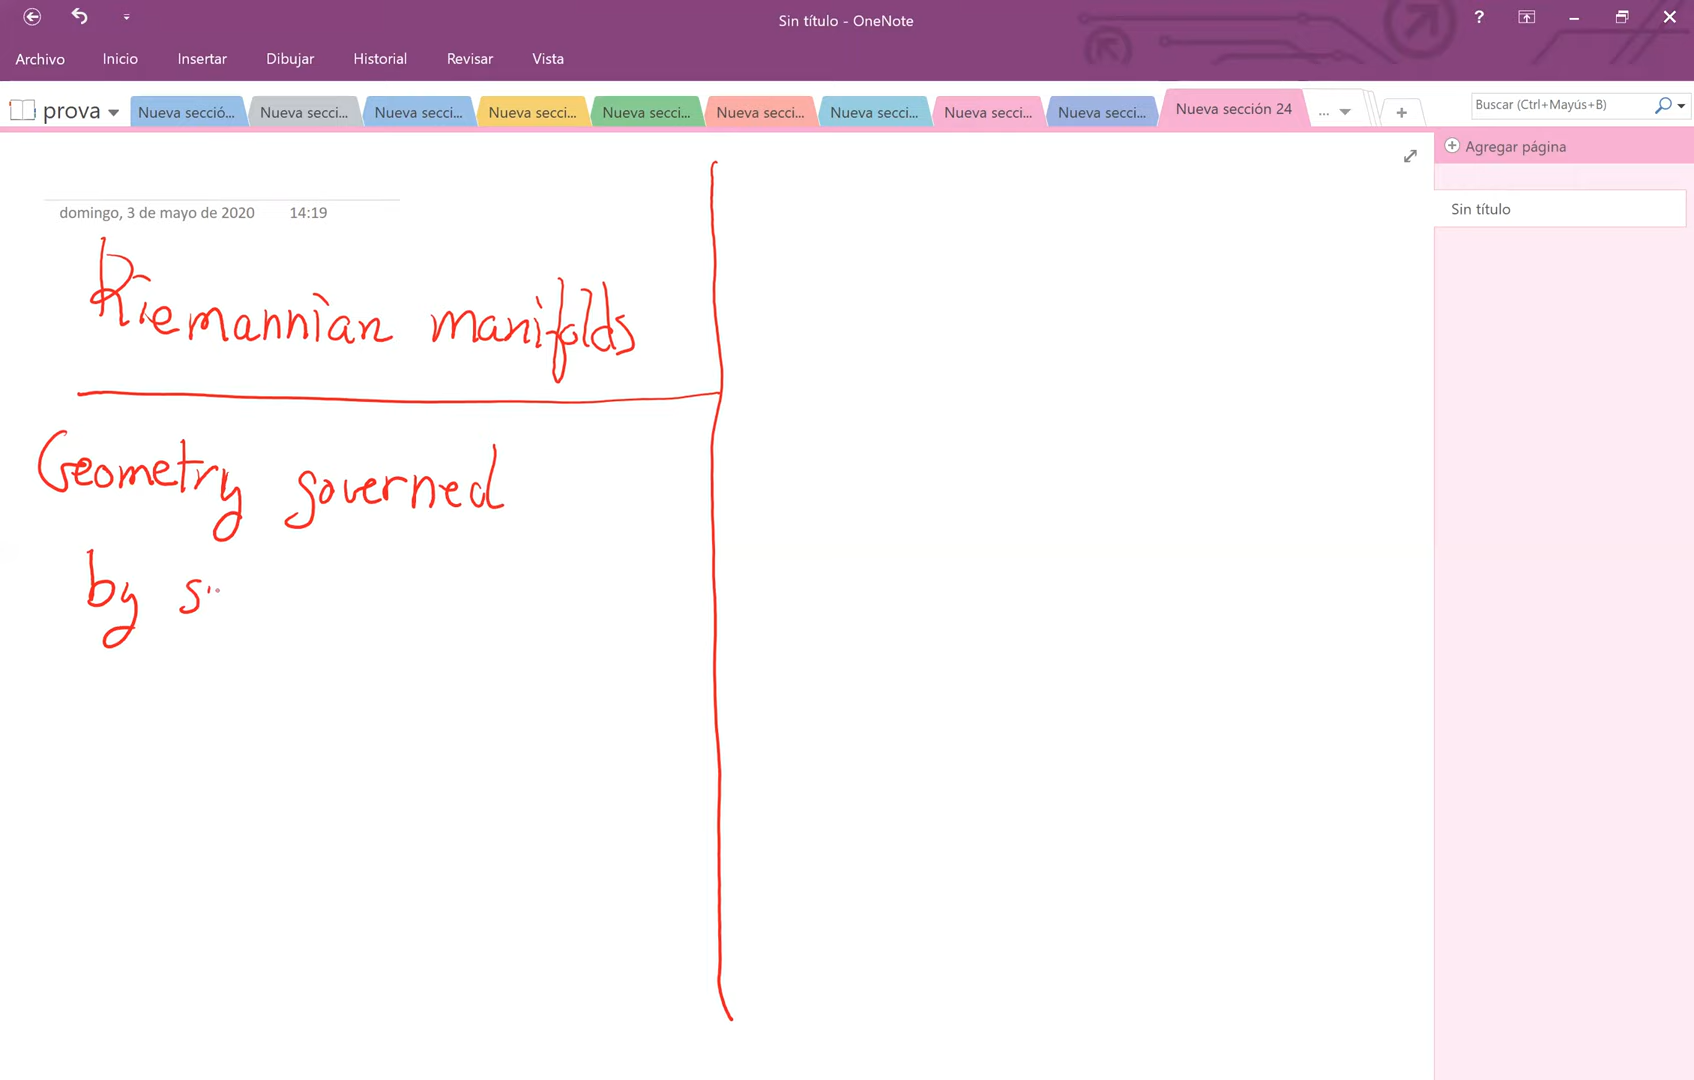 Sin título - OneNote
?
Archivo Inicio Insertar Dibujar Historial Revisar Vista
prova Nueva secció... Nueva secci... Nueva secci... Nueva secci... Nueva secci... Nueva secci... Nueva secci... Nueva secci... Nueva secci... Nueva sección 24 ... Buscar (Ctrl+Mayús+B)
Agregar página
Sin título
domingo, 3 de mayo de 2020 14:19
Riemannian manifolds
Geometry governed
by s